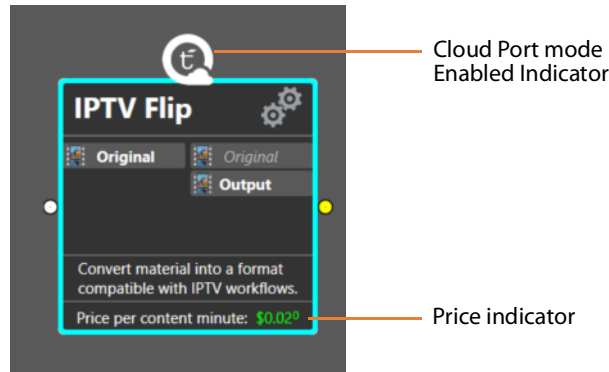 Cloud Port mode
Enabled Indicator
IPTV Flip
Original Original
Output
Convert material into a format
compatible with IPTV workflows.
Price per content minute: $0.02⁰
Price indicator